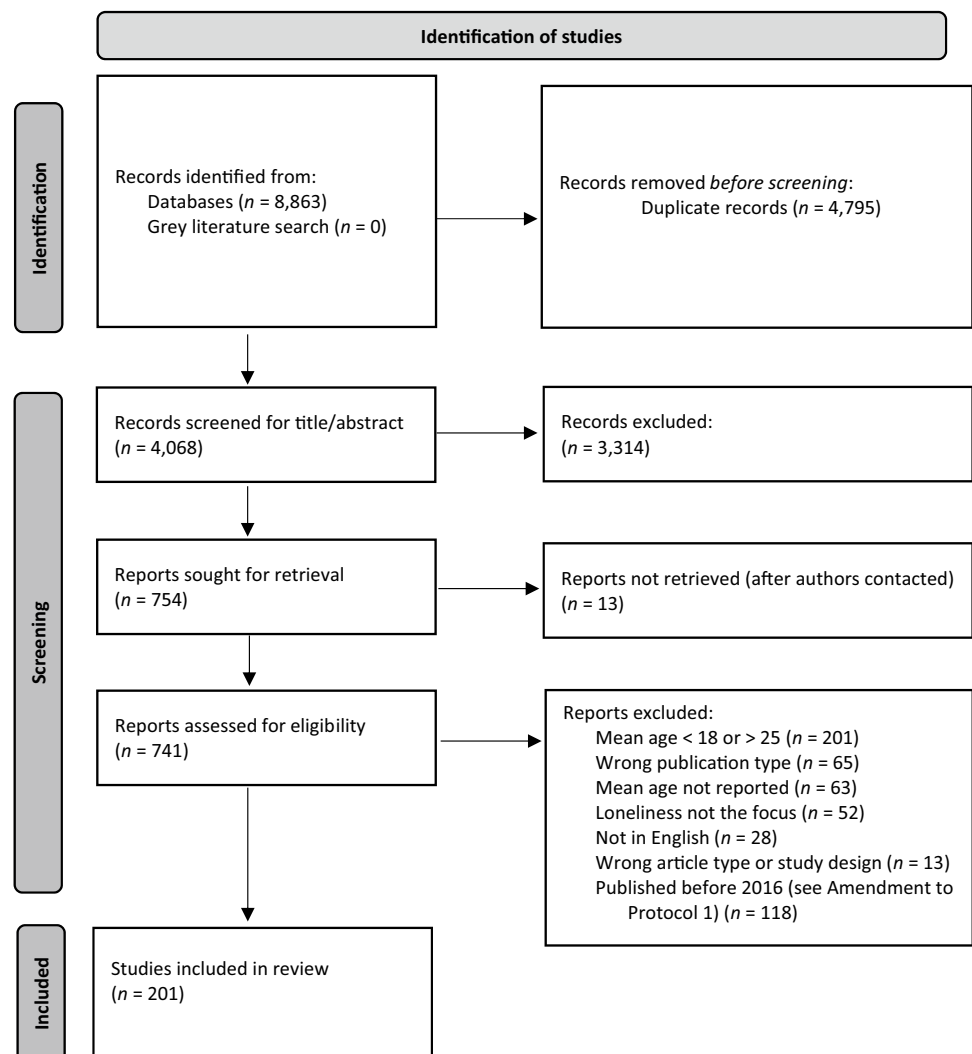 Identification of studies
Identification
Records identified from:
Databases (n = 8,863)
Grey literature search (n = 0)
Records removed before screening:
Duplicate records (n = 4,795)
Screening
Records screened for title/abstract
(n = 4,068)
Records excluded:
(n = 3,314)
Reports sought for retrieval
(n = 754)
Reports not retrieved (after authors contacted)
(n = 13)
Reports assessed for eligibility
(n = 741)
Reports excluded:
Mean age < 18 or > 25 (n = 201)
Wrong publication type (n = 65)
Mean age not reported (n = 63)
Loneliness not the focus (n = 52)
Not in English (n = 28)
Wrong article type or study design (n = 13)
Published before 2016 (see Amendment to
Protocol 1) (n = 118)
Included
Studies included in review
(n = 201)